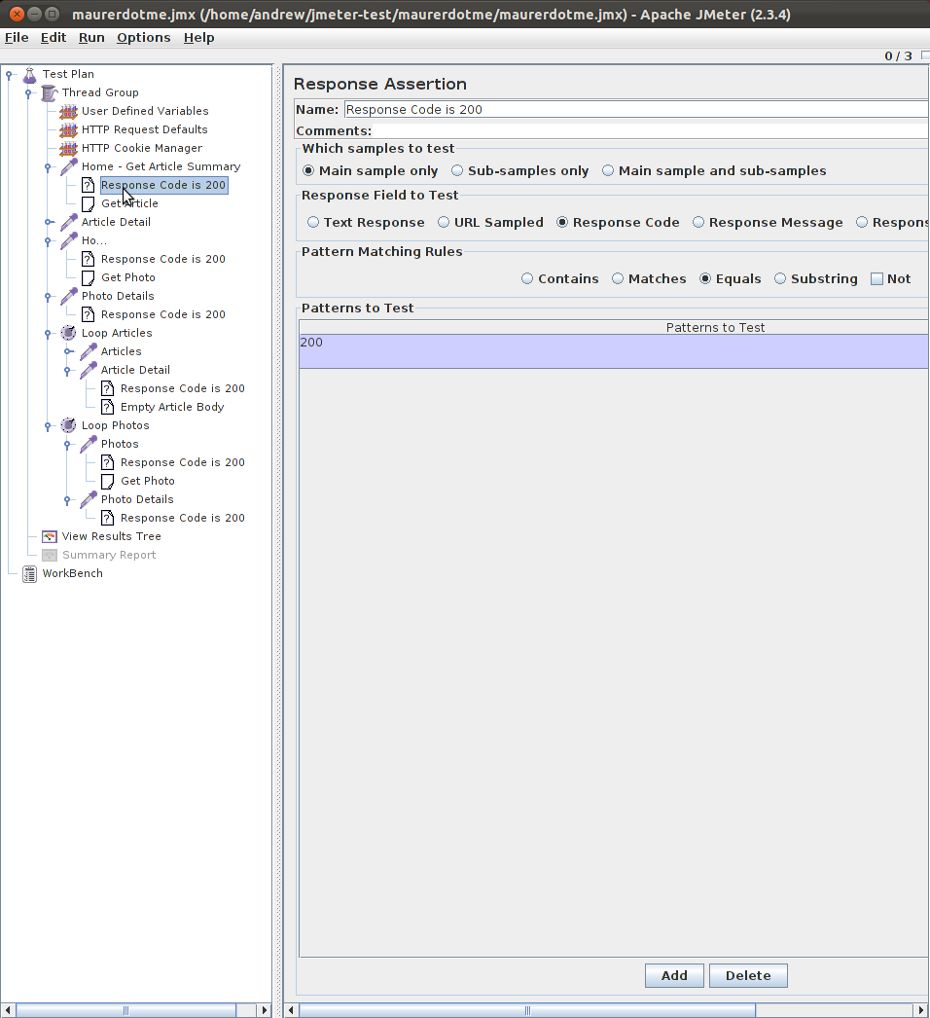 maurerdotme.jmx (/home/andrew/jmeter-test/maurerdotme/maurerdotme.jmx) - Apache JMeter (2.3.4)
File Edit Run Options Help
0 / 3
Test Plan
Thread Group
User Defined Variables
HTTP Request Defaults
HTTP Cookie Manager
Home - Get Article Summary
Response Code is 200
Get Article
Article Detail
Ho...
Response Code is 200
Get Photo
Photo Details
Response Code is 200
Loop Articles
Articles
Article Detail
Response Code is 200
Empty Article Body
Loop Photos
Photos
Response Code is 200
Get Photo
Photo Details
Response Code is 200
View Results Tree
Summary Report
WorkBench
Response Assertion
Name: Response Code is 200
Comments:
Which samples to test
Main sample only Sub-samples only Main sample and sub-samples
Response Field to Test
Text Response URL Sampled Response Code Response Message Respons
Pattern Matching Rules
Contains Matches Equals Substring Not
Patterns to Test
Patterns to Test
200
Add Delete